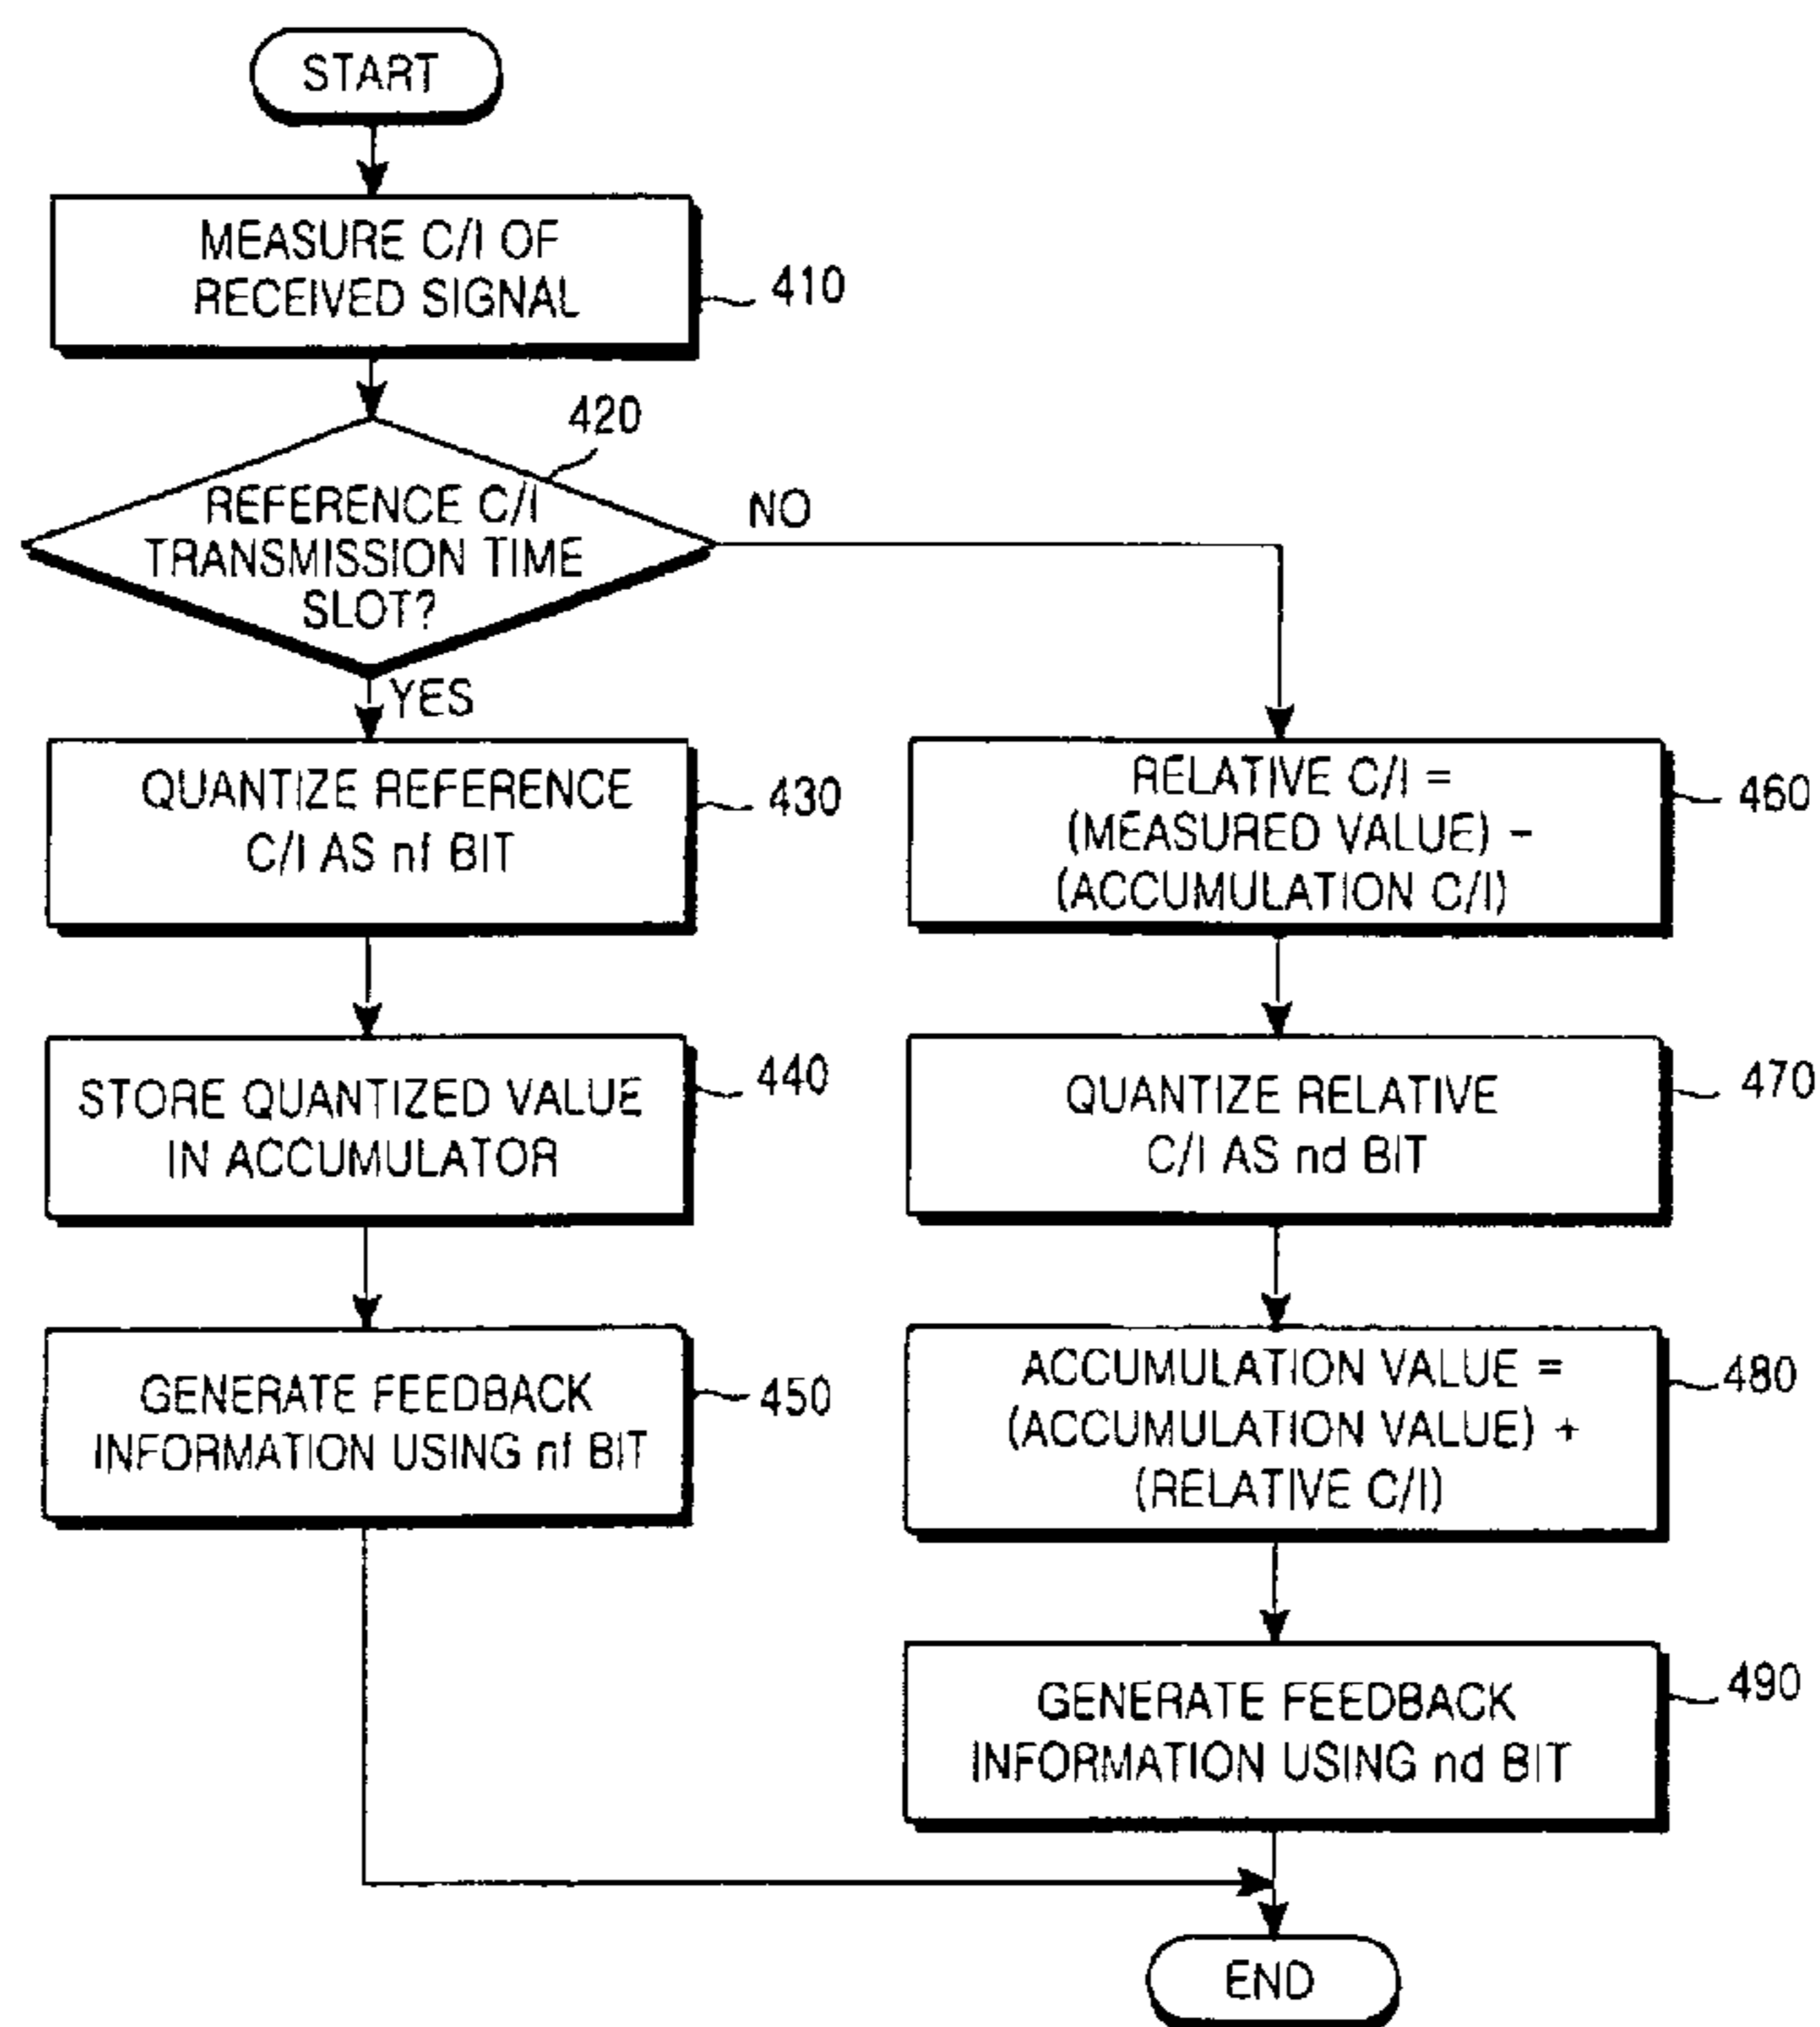 START
MEASURE C/I OF
RECEIVED SIGNAL
410
420
REFERENCE C/I
TRANSMISSION TIME
SLOT?
NO
YES
QUANTIZE REFERENCE
C/I AS nf BIT
430
STORE QUANTIZED VALUE
IN ACCUMULATOR
440
GENERATE FEEDBACK
INFORMATION USING nf BIT
450
RELATIVE C/I =
(MEASURED VALUE) -
(ACCUMULATION C/I)
460
QUANTIZE RELATIVE
C/I AS nd BIT
470
ACCUMULATION VALUE =
(ACCUMULATION VALUE) +
(RELATIVE C/I)
480
GENERATE FEEDBACK
INFORMATION USING nd BIT
490
END